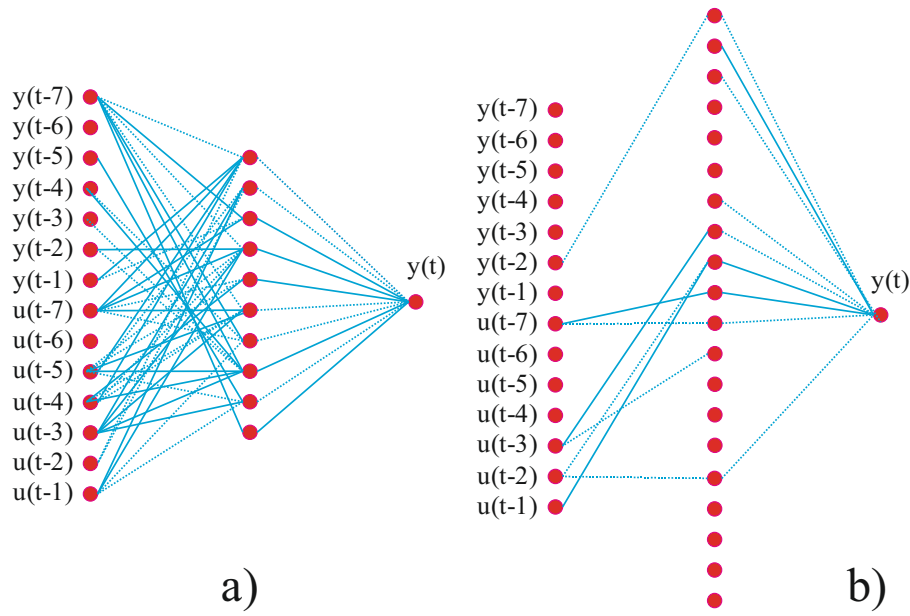 y(t-7)
y(t-6)
y(t-5)
y(t-4)
y(t-3)
y(t-2)
y(t-1)
u(t-7)
u(t-6)
u(t-5)
u(t-4)
u(t-3)
u(t-2)
u(t-1)
y(t)
a)
y(t-7)
y(t-6)
y(t-5)
y(t-4)
y(t-3)
y(t-2)
y(t-1)
u(t-7)
u(t-6)
u(t-5)
u(t-4)
u(t-3)
u(t-2)
u(t-1)
y(t)
b)